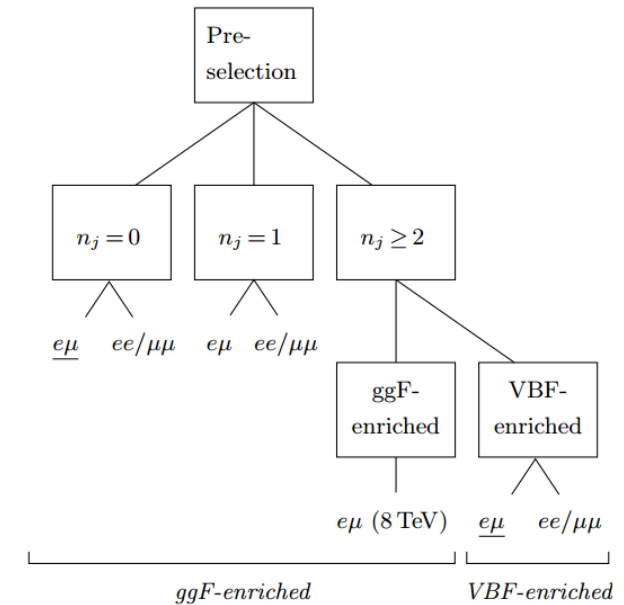 Pre-
selection
n_j = 0
n_j = 1
n_j ≥ 2
eμ
ee/μμ
eμ
ee/μμ
ggF-
enriched
VBF-
enriched
eμ (8 TeV)
eμ
ee/μμ
ggF-enriched
VBF-enriched